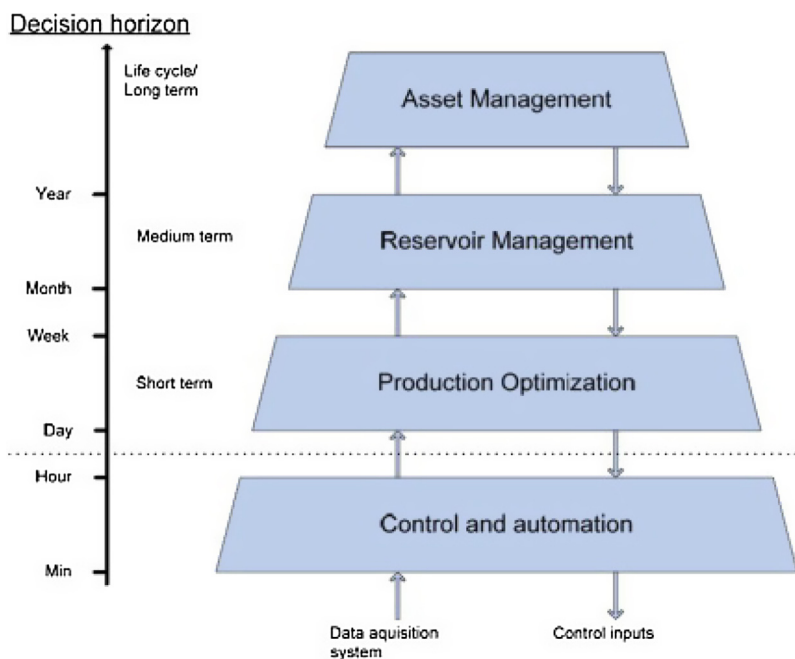 Decision horizon
Life cycle/
Long term
Asset Management
Year
Medium term
Reservoir Management
Month
Week
Short term
Production Optimization
Day
Hour
Control and automation
Min
Data aquisition
system
Control inputs